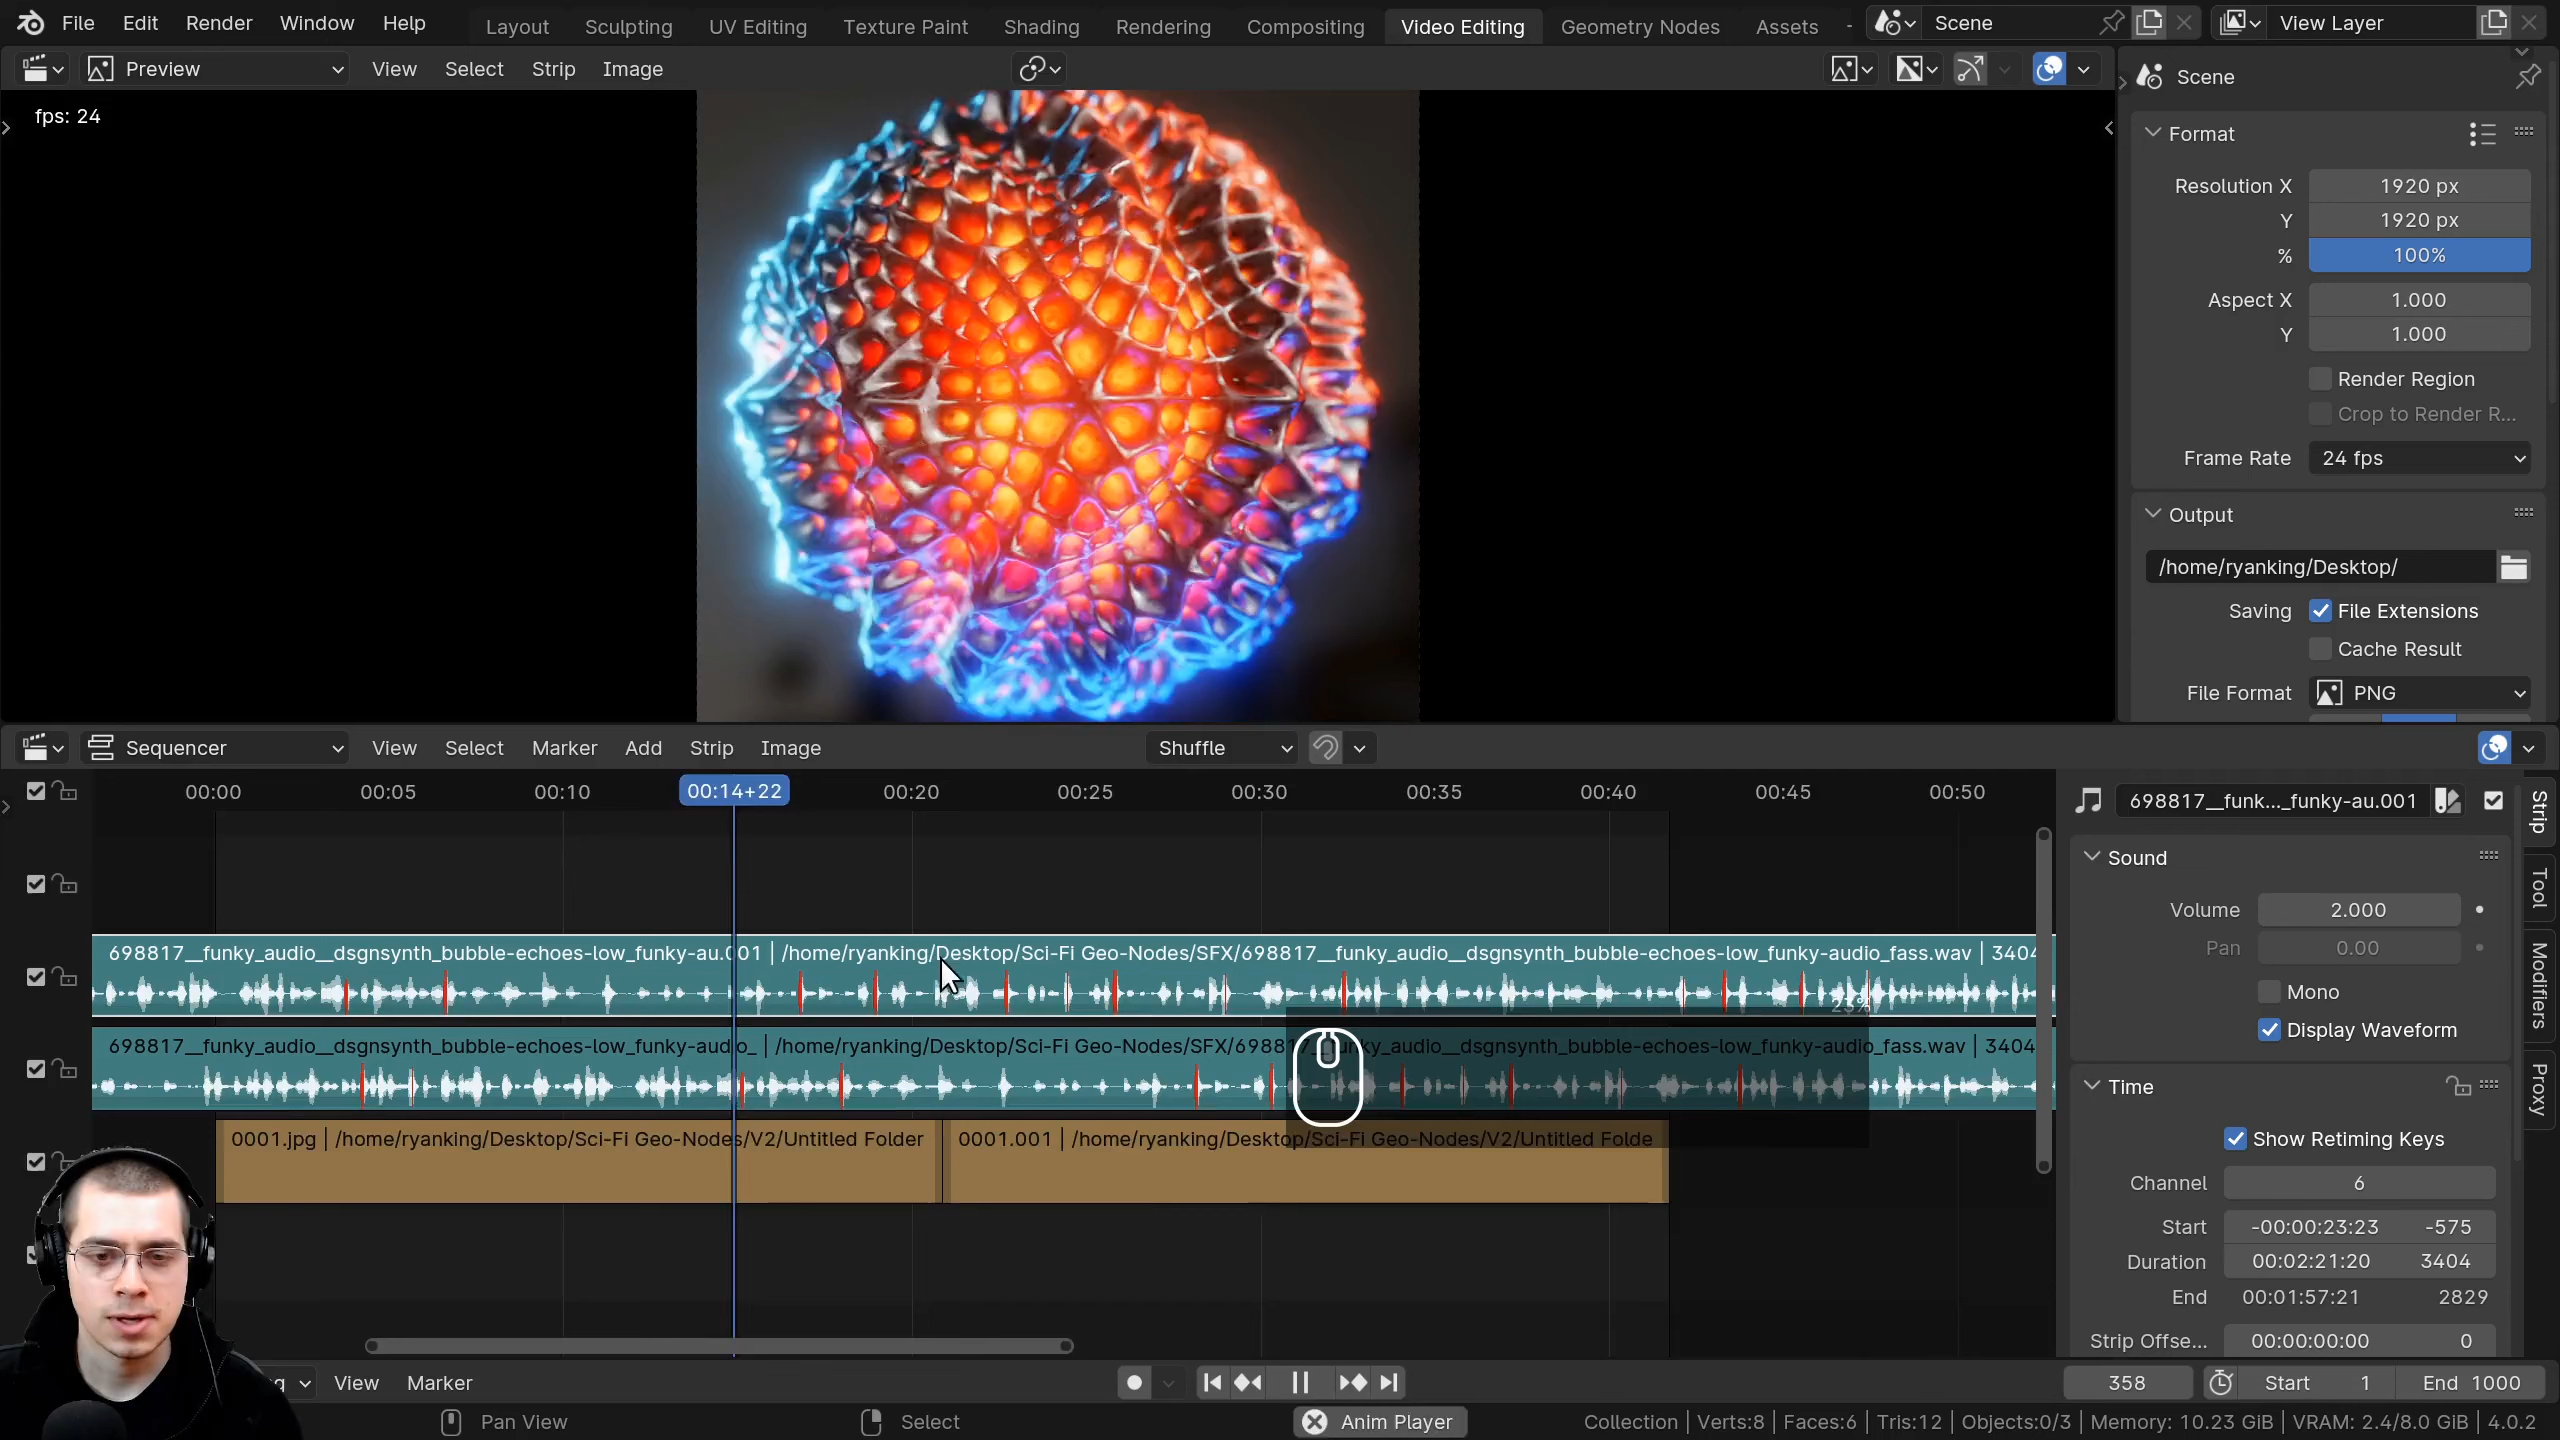 File Edit Render Window Help Layout Sculpting UV Editing Texture Paint Shading Rendering Compositing Video Editing Geometry Nodes Assets Scene View Layer
Preview View Select Strip Image
Scene
fps: 24
Format
Resolution X 1920 px
Y 1920 px
% 100%
Aspect X 1.000
Y 1.000
Render Region
Crop to Render R...
Frame Rate 24 fps
Output
/home/ryanking/Desktop/
Saving File Extensions
Cache Result
File Format PNG
Sequencer View Select Marker Add Strip Image Shuffle
00:00 00:05 00:10 00:14+22 00:20 00:25 00:30 00:35 00:40 00:45 00:50
698817__funk..._funky-au.001
Strip
Tool
Modifiers
Proxy
Sound
Volume 2.000
Pan 0.00
Mono
Display Waveform
698817__funky_audio__dsgnsynth_bubble-echoes-low_funky-au.001 | /home/ryanking/Desktop/Sci-Fi Geo-Nodes/SFX/698817__funky_audio__dsgnsynth_bubble-echoes-low_funky-audio_fass.wav | 3404
23%
698817__funky_audio__dsgnsynth_bubble-echoes-low_funky-audio_ | /home/ryanking/Desktop/Sci-Fi Geo-Nodes/SFX/698817__funky_audio__dsgnsynth_bubble-echoes-low_funky-audio_fass.wav | 3404
0001.jpg | /home/ryanking/Desktop/Sci-Fi Geo-Nodes/V2/Untitled Folder
0001.001 | /home/ryanking/Desktop/Sci-Fi Geo-Nodes/V2/Untitled Folde
Time
Show Retiming Keys
Channel 6
Start -00:00:23:23 -575
Duration 00:02:21:20 3404
End 00:01:57:21 2829
Strip Offse... 00:00:00:00 0
View Marker 358 Start 1 End 1000
Pan View Select Anim Player Collection | Verts:8 | Faces:6 | Tris:12 | Objects:0/3 | Memory: 10.23 GiB | VRAM: 2.4/8.0 GiB | 4.0.2